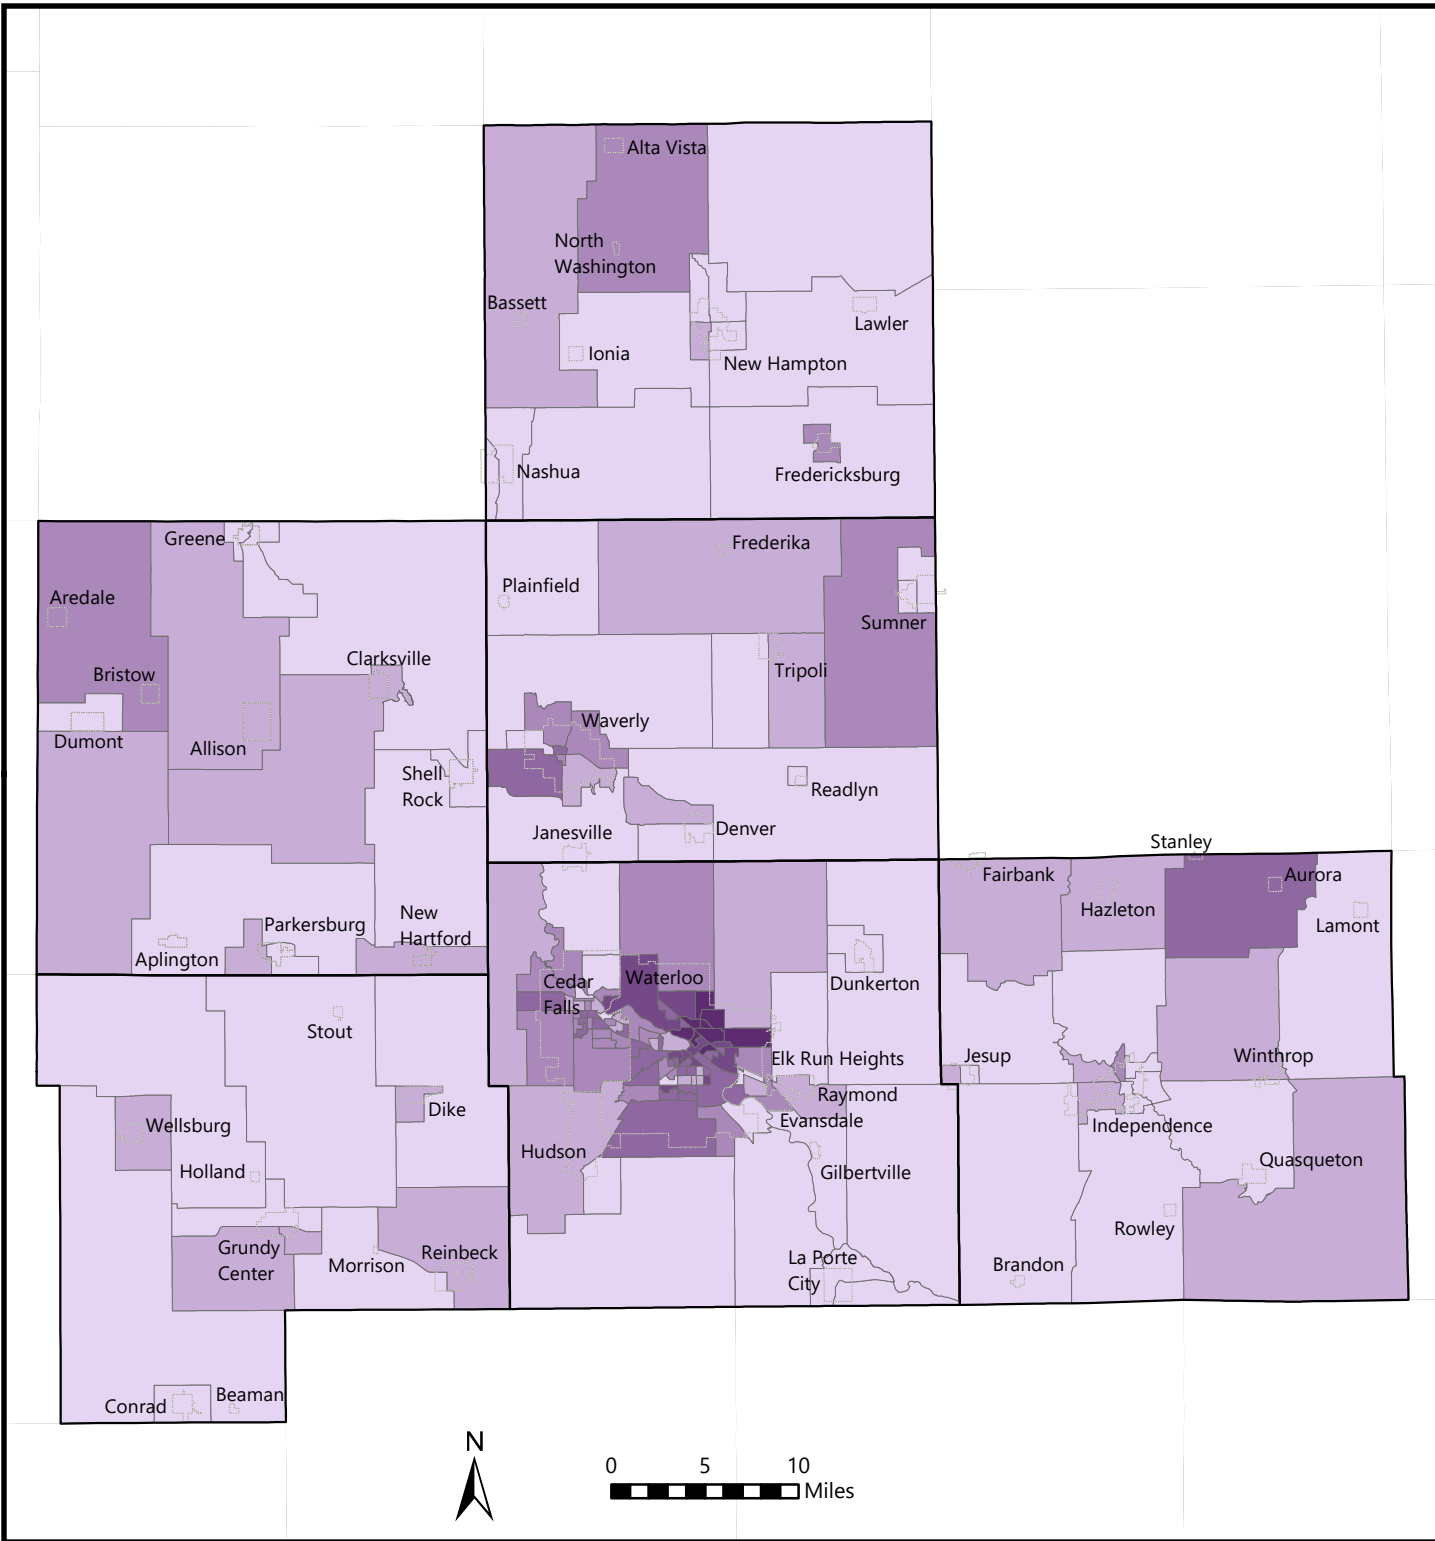 Alta Vista
North
Washington
Bassett
Lawler
Ionia
New Hampton
Nashua
Fredericksburg
Greene
Frederika
Plainfield
Aredale
Sumner
Clarksville
Bristow
Tripoli
Waverly
Dumont
Allison
Shell
Rock
Readlyn
Janesville
Denver
Stanley
Fairbank
Aurora
Hazleton
Lamont
New
Hartford
Parkersburg
Aplington
Cedar
Falls
Waterloo
Dunkerton
Stout
Elk Run Heights
Jesup
Winthrop
Raymond
Dike
Evansdale
Wellsburg
Independence
Hudson
Quasqueton
Holland
Gilbertville
Rowley
Grundy
Center
Morrison
Reinbeck
La Porte
City
Brandon
Conrad
Beaman
N
0 5 10
Miles